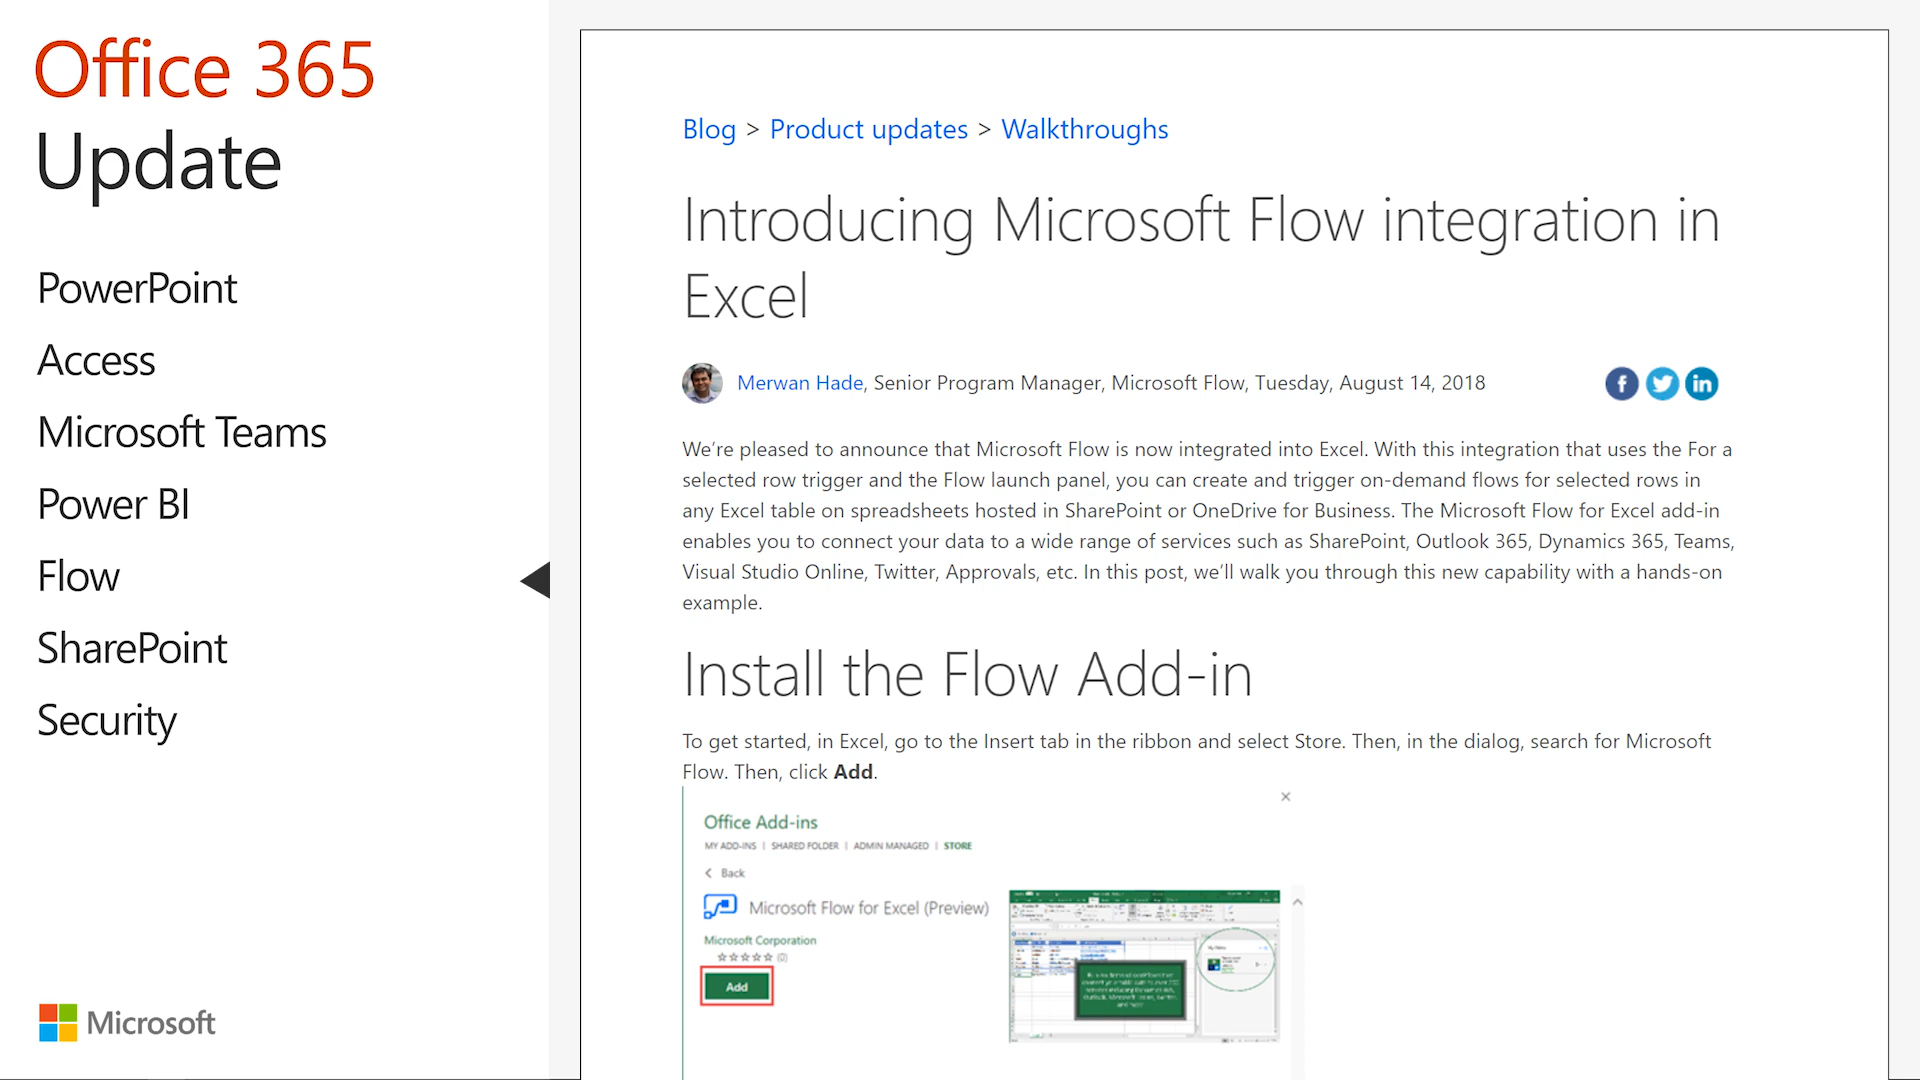 Office 365
Update
PowerPoint
Access
Microsoft Teams
Power BI
Flow
SharePoint
Security
Microsoft
Blog > Product updates > Walkthroughs
Introducing Microsoft Flow integration in
Excel
Merwan Hade, Senior Program Manager, Microsoft Flow, Tuesday, August 14, 2018
We're pleased to announce that Microsoft Flow is now integrated into Excel. With this integration that uses the For a
selected row trigger and the Flow launch panel, you can create and trigger on-demand flows for selected rows in
any Excel table on spreadsheets hosted in SharePoint or OneDrive for Business. The Microsoft Flow for Excel add-in
enables you to connect your data to a wide range of services such as SharePoint, Outlook 365, Dynamics 365, Teams,
Visual Studio Online, Twitter, Approvals, etc. In this post, we'll walk you through this new capability with a hands-on
example.
Install the Flow Add-in
To get started, in Excel, go to the Insert tab in the ribbon and select Store. Then, in the dialog, search for Microsoft
Flow. Then, click Add.
Office Add-ins
MY ADD-INS | SHARED FOLDER | ADMIN MANAGED | STORE
< Back
Microsoft Flow for Excel (Preview)
Microsoft Corporation
(0)
Add